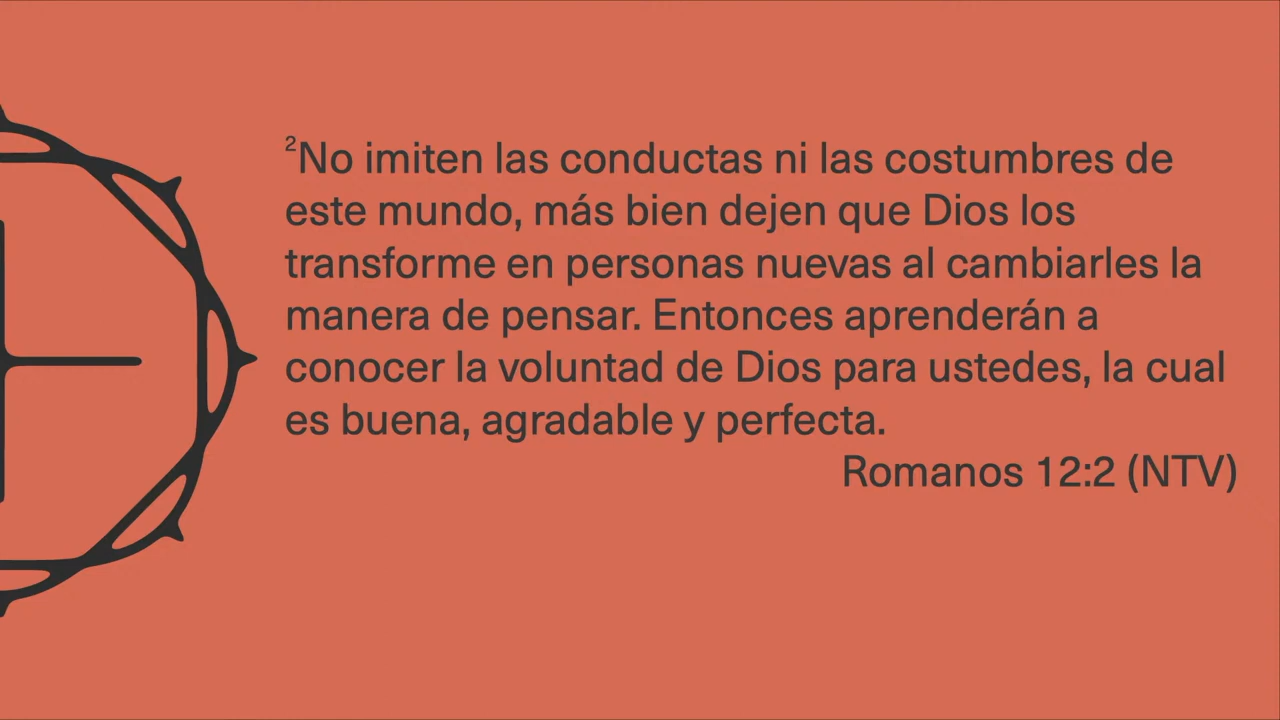 ²No imiten las conductas ni las costumbres de
este mundo, más bien dejen que Dios los
transforme en personas nuevas al cambiarles la
manera de pensar. Entonces aprenderán a
conocer la voluntad de Dios para ustedes, la cual
es buena, agradable y perfecta.
Romanos 12:2 (NTV)